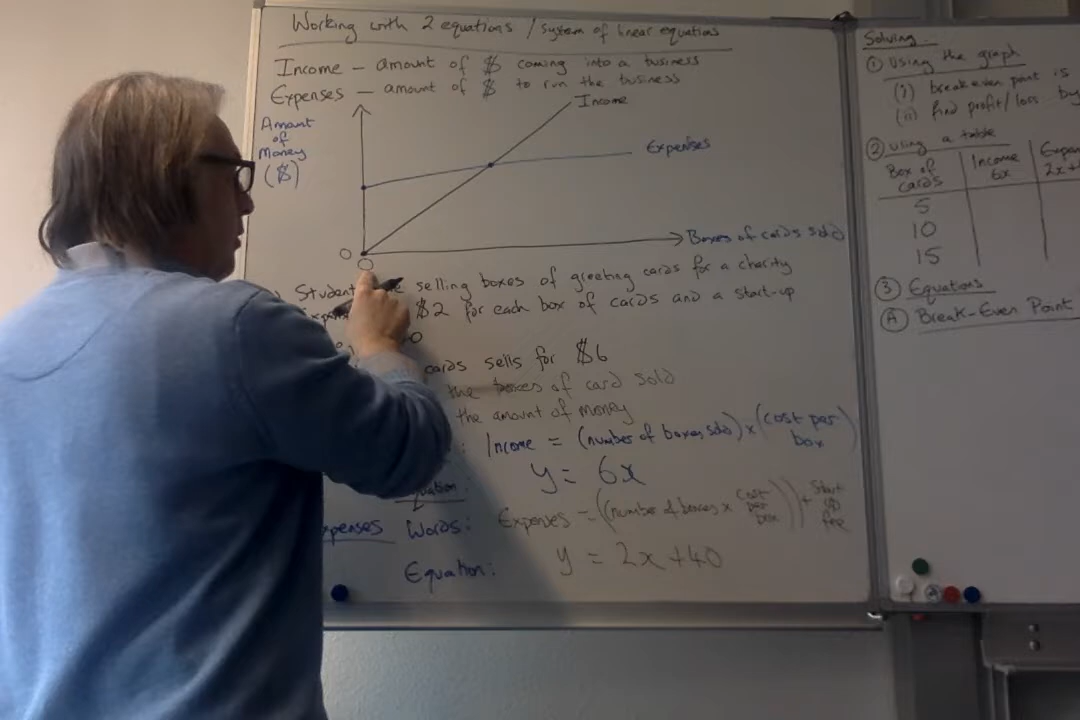 Working with 2 equations / system of linear equations
Income – amount of $ coming into a business
Expenses – amount of $ to run the business
Amount
of
Money
($)
Income
Expenses
Boxes of cards sold
0
0
selling boxes of greeting cards for a charity
$2 for each box of cards and a start-up
cards sells for $6
the boxes of card sold
the amount of money
: Income = (number of boxes sold) x (cost per box)
y = 6x
Equation:
Expenses Words: Expenses = ((number of boxes x cost per box)) + start up fee
Equation: y = 2x + 40
Solving
① Using the graph
(i) break even point is
(ii) find profit/loss by
② Using a table
Box of cards Income 6x
5
10
15
③ Equations
Ⓐ Break-Even Point